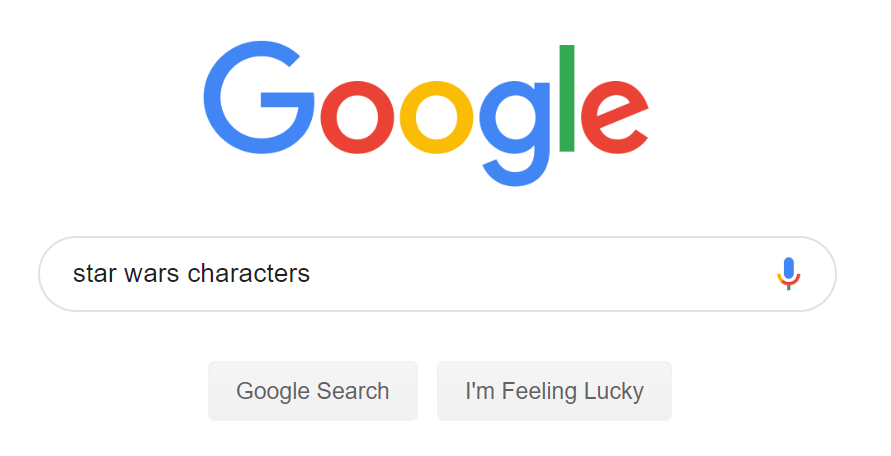 Google
star wars characters
Google Search
I'm Feeling Lucky